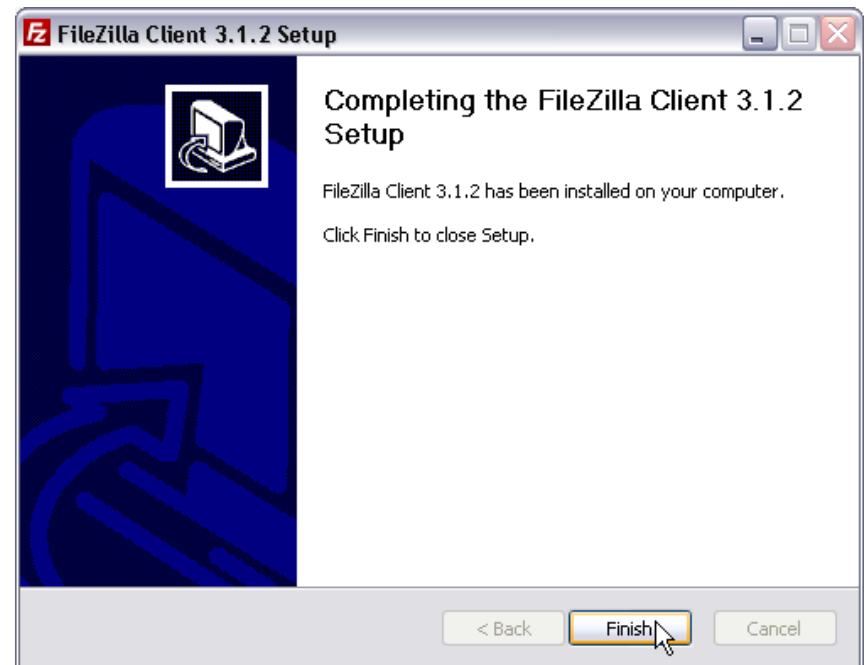 FileZilla Client 3.1.2 Setup
Completing the FileZilla Client 3.1.2
Setup
FileZilla Client 3.1.2 has been installed on your computer.
Click Finish to close Setup.
< Back Finish Cancel